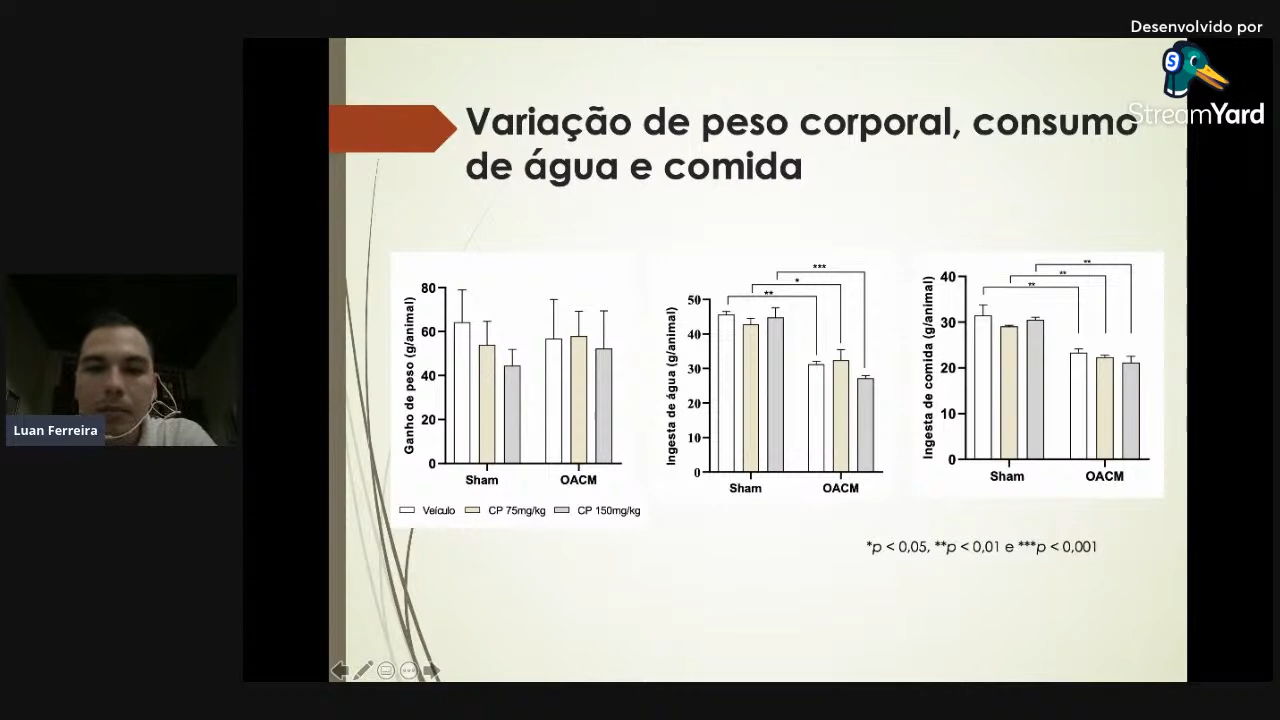 Desenvolvido por
S
StreamYard
Variação de peso corporal, consumo
de água e comida
Ganho de peso (g/animal)
80
60
40
20
0
Sham
OACM
Veículo
CP 75mg/kg
CP 150mg/kg
Ingesta de água (g/animal)
50
40
30
20
10
0
***
*
**
Sham
OACM
Ingesta de comida (g/animal)
40
30
20
10
0
**
**
**
Sham
OACM
*p < 0,05, **p < 0,01 e ***p < 0,001
Luan Ferreira